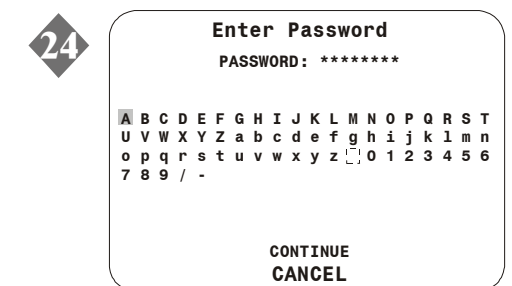 24
Enter Password
PASSWORD: ********
A B C D E F G H I J K L M N O P Q R S T
U V W X Y Z a b c d e f g h i j k l m n
o p q r s t u v w x y z 0 1 2 3 4 5 6
7 8 9 / -
CONTINUE
CANCEL